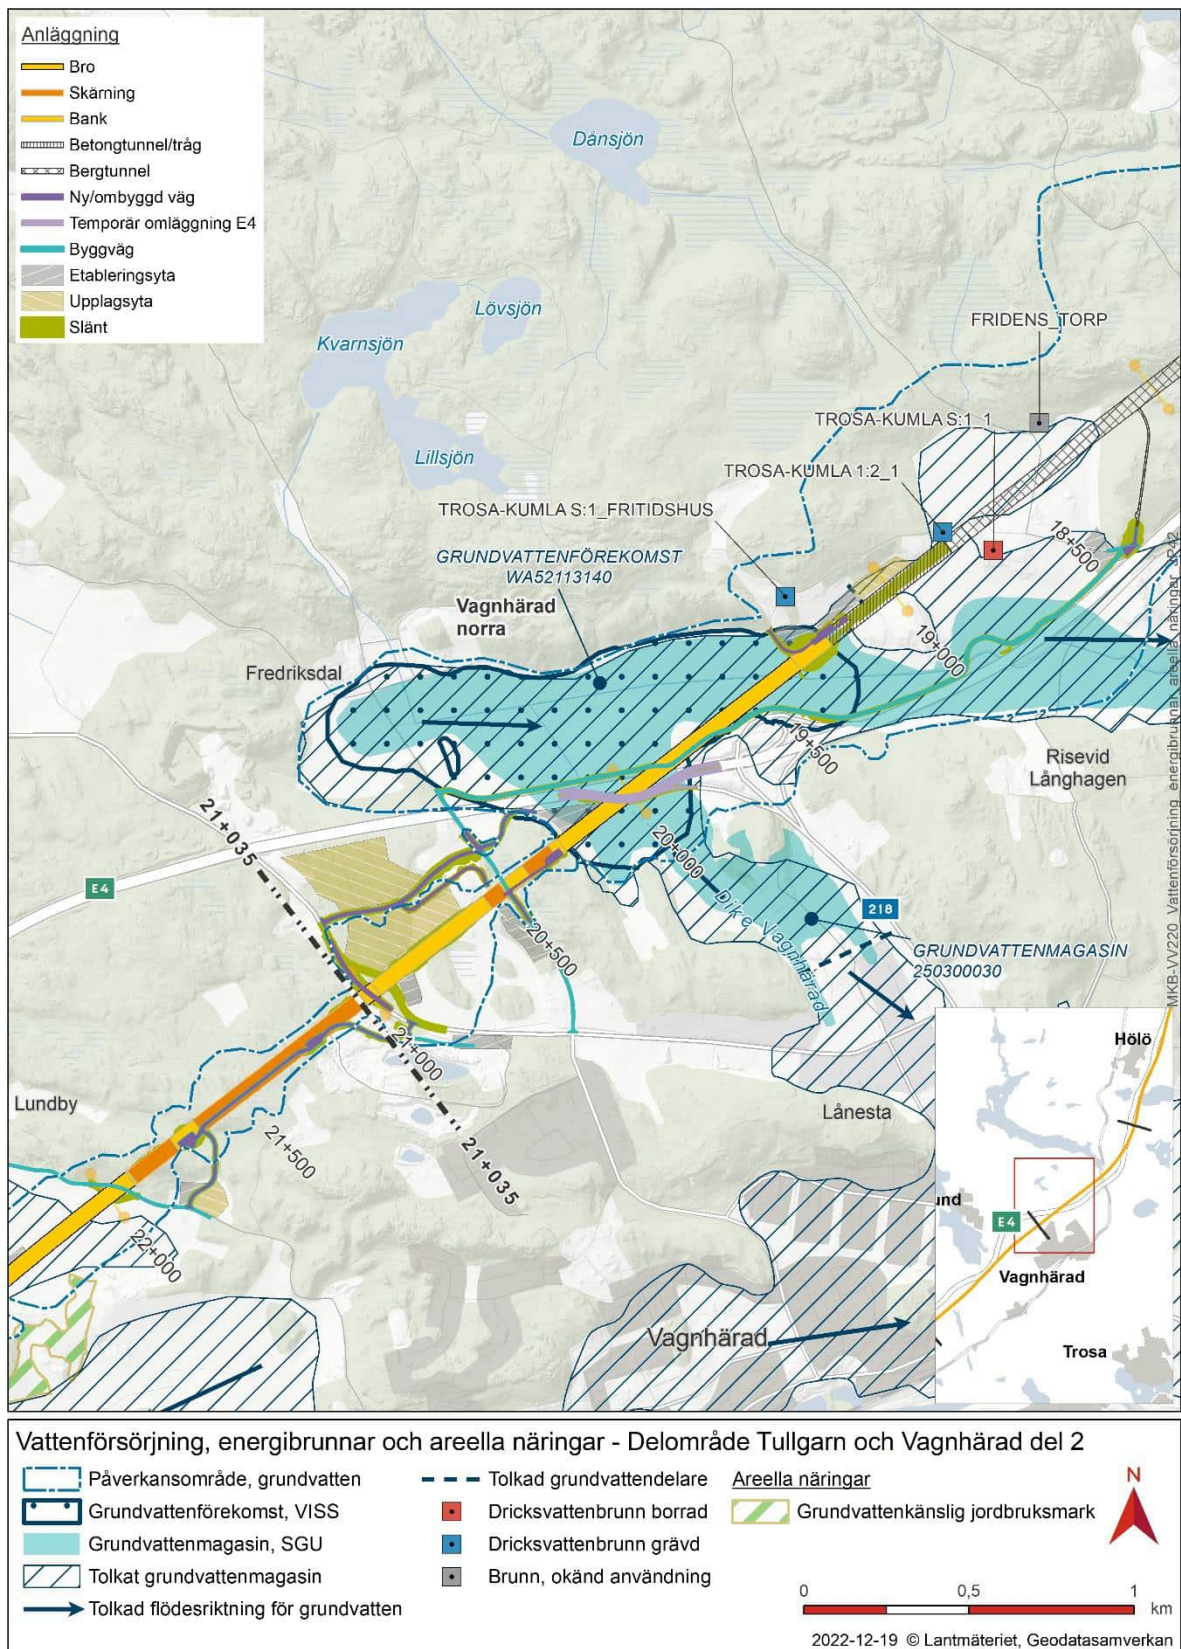 Anläggning
Bro
Skärning
Bank
Betongtunnel/tråg
Bergtunnel
Ny/ombyggd väg
Temporär omläggning E4
Byggväg
Etableringsyta
Upplagsyta
Slänt
Dånsjön
Lövsjön
Kvarnsjön
Lillsjön
FRIDENS_TORP
TROSA-KUMLA S:1_1
TROSA-KUMLA 1:2_1
TROSA-KUMLA S:1_FRITIDSHUS
GRUNDVATTENFÖREKOMST
WA52113140
Vagnhärad
norra
Fredriksdal
18+500
19+000
19+500
Risevid
Långhagen
21+035
20+000
E4
Dike Vagnhärad
218
GRUNDVATTENMAGASIN
250300030
20+500
21+000
Lundby
Lånesta
21+500
21+035
22+000
Vagnhärad
Hölö
und
E4
Vagnhärad
Trosa
Vattenförsörjning, energibrunnar och areella näringar - Delområde Tullgarn och Vagnhärad del 2
Påverkansområde, grundvatten
Grundvattenförekomst, VISS
Grundvattenmagasin, SGU
Tolkat grundvattenmagasin
Tolkad flödesriktning för grundvatten
Tolkad grundvattendelare
Dricksvattenbrunn borrad
Dricksvattenbrunn grävd
Brunn, okänd användning
Areella näringar
Grundvattenkänslig jordbruksmark
N
0 0,5 1
km
2022-12-19 © Lantmäteriet, Geodatasamverkan